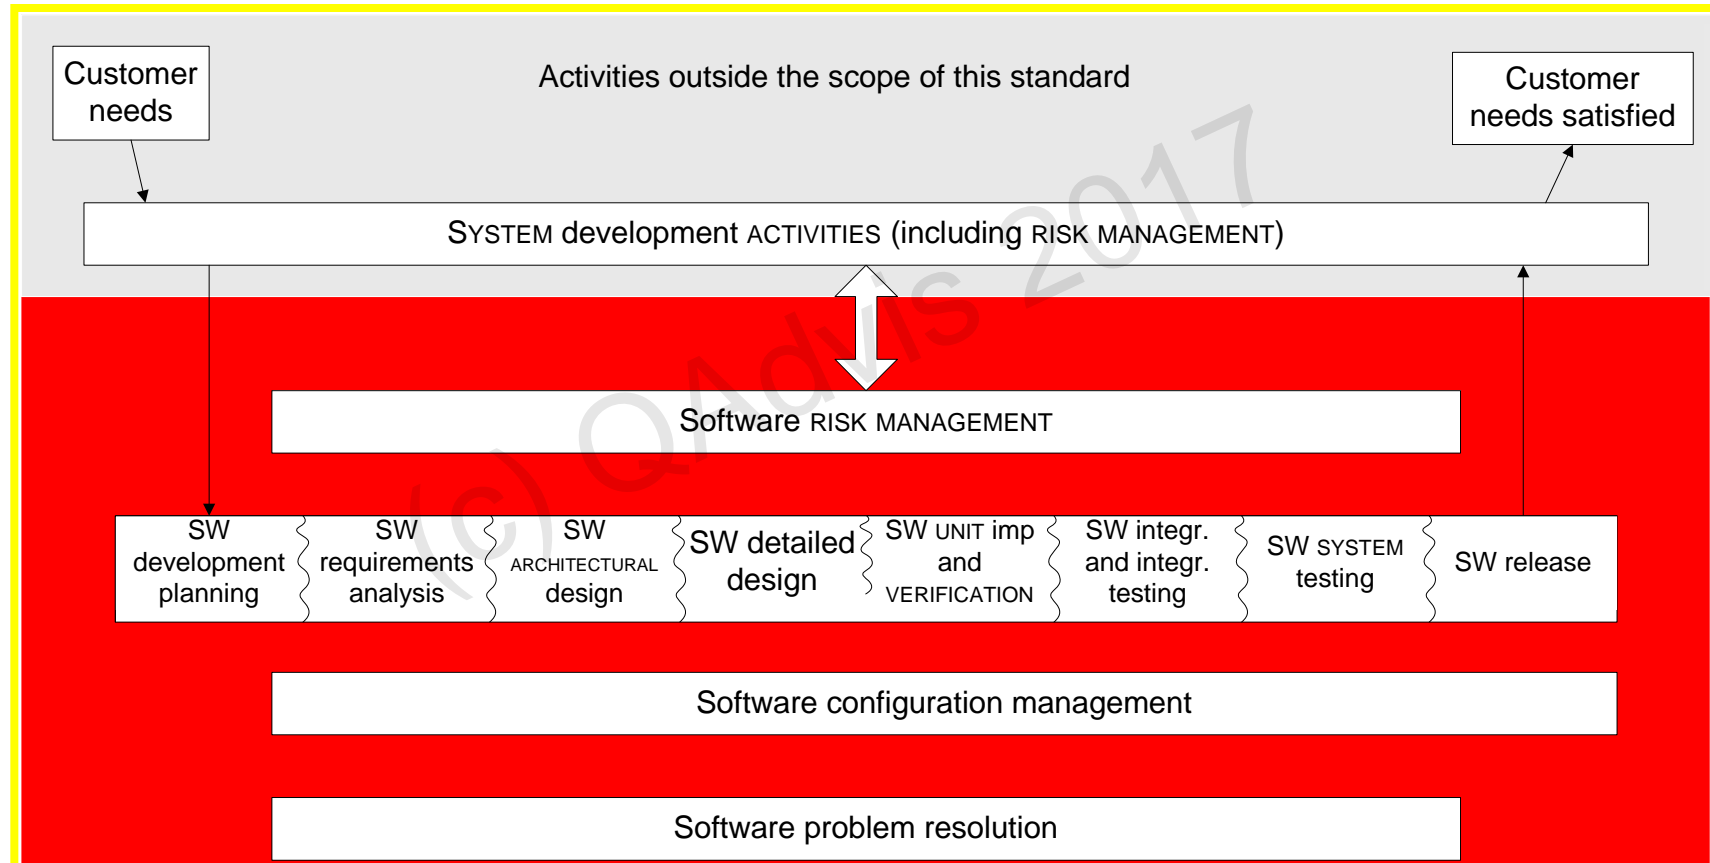 Customer
needs
Activities outside the scope of this standard
Customer
needs satisfied
SYSTEM development ACTIVITIES (including RISK MANAGEMENT)
Software RISK MANAGEMENT
SW
development
planning
SW
requirements
analysis
SW
ARCHITECTURAL
design
SW detailed
design
SW UNIT imp
and
VERIFICATION
SW integr.
and integr.
testing
SW SYSTEM
testing
SW release
Software configuration management
Software problem resolution
(c) QAdvis 2017